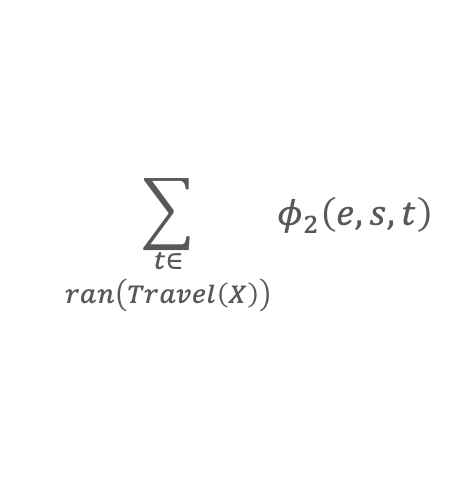 ∑ ϕ₂(e, s, t)
t∈
ran(Travel(X))